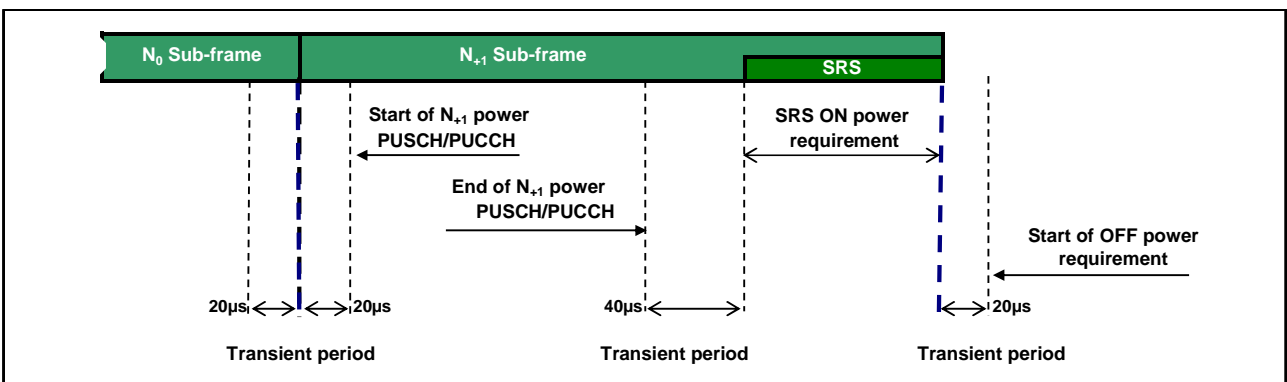 N₀ Sub-frame
N₊₁ Sub-frame
SRS
Start of N₊₁ power
PUSCH/PUCCH
SRS ON power
requirement
End of N₊₁ power
PUSCH/PUCCH
Start of OFF power
requirement
20µs
20µs
40µs
20µs
Transient period
Transient period
Transient period